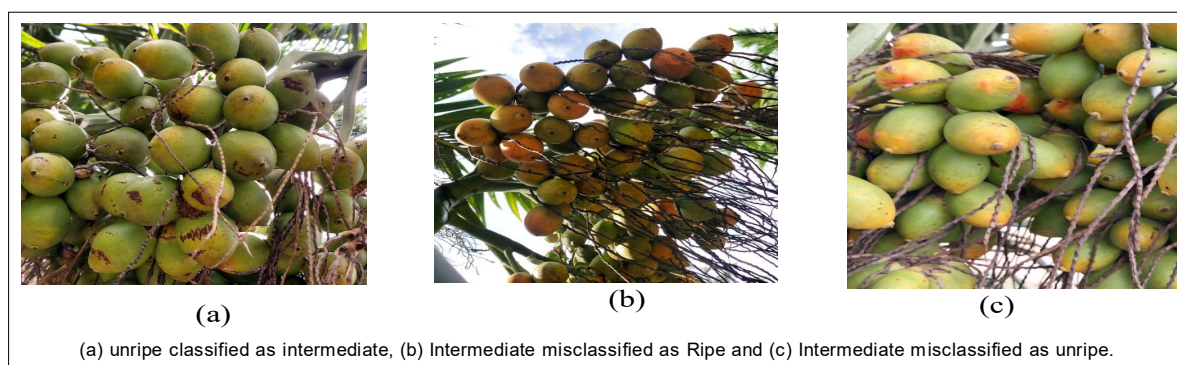 (a)
(b)
(c)
(a) unripe classified as intermediate, (b) Intermediate misclassified as Ripe and (c) Intermediate misclassified as unripe.